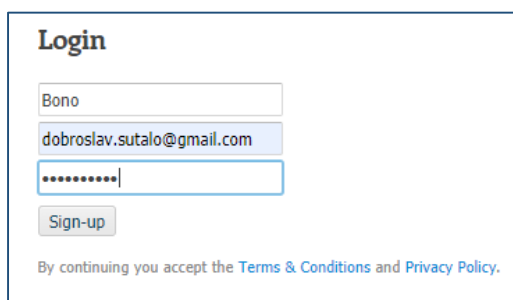 Login
Bono
dobroslav.sutalo@gmail.com
••••••••••
Sign-up
By continuing you accept the Terms & Conditions and Privacy Policy.